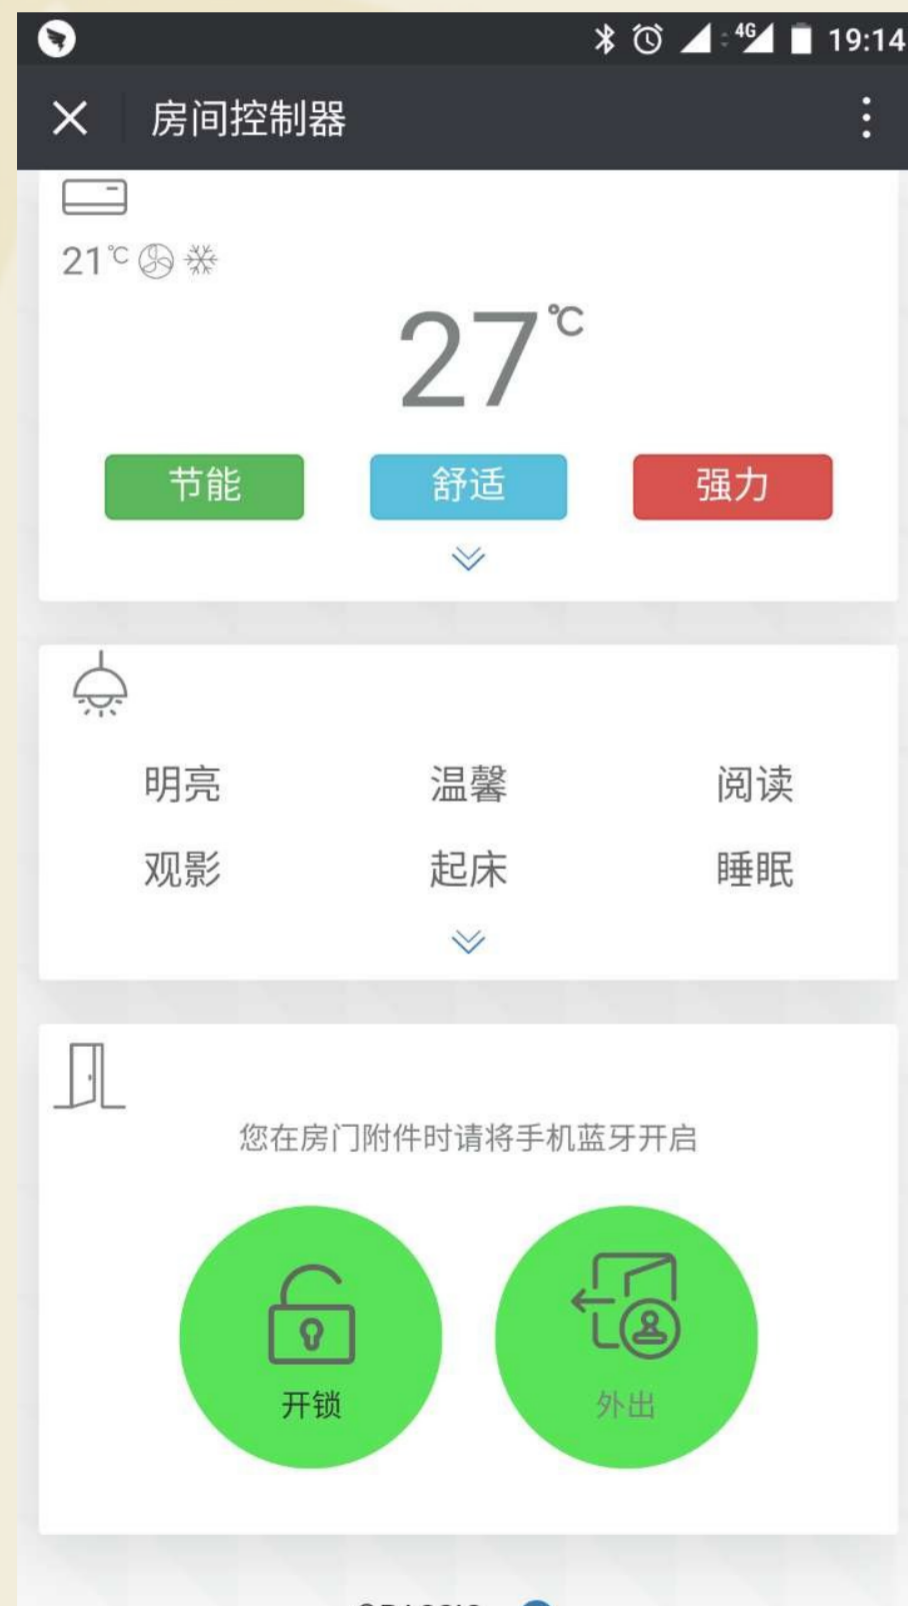 4G 19:14
房间控制器
21℃
27℃
节能 舒适 强力
明亮 温馨 阅读
观影 起床 睡眠
您在房门附件时请将手机蓝牙开启
开锁 外出